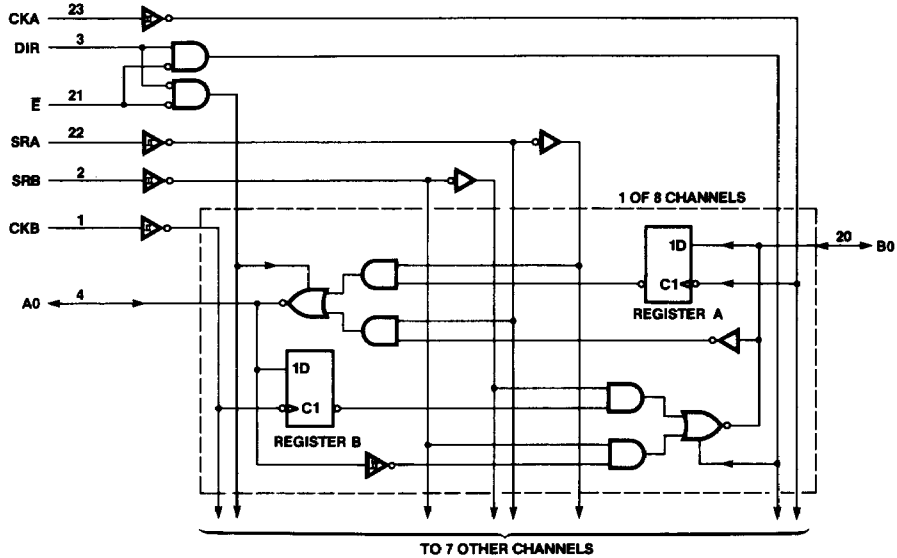 CKA 23
DIR 3
E̅ 21
SRA 22
SRB 2
CKB 1
1 OF 8 CHANNELS
1D
20 B0
C1
REGISTER A
A0 4
1D
C1
REGISTER B
TO 7 OTHER CHANNELS